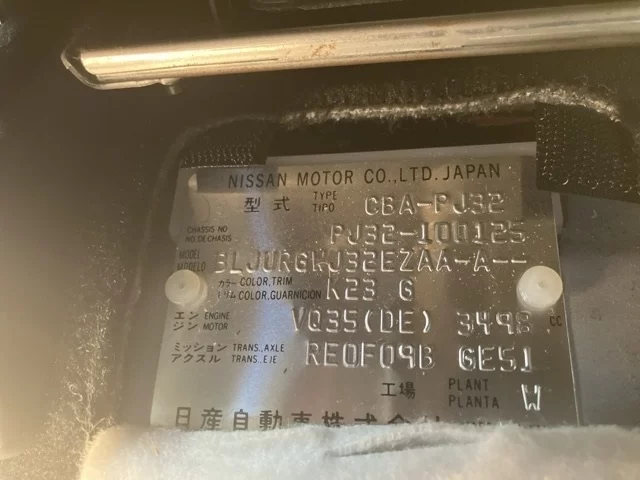 NISSAN MOTOR CO.,LTD. JAPAN
型式 TYPE TIPO CBA-PJ32
CHASSIS NO NO.DE CHASIS PJ32-100125
MODEL MODELO 3LJURGWJ32EZAA-A--
カラー COLOR,TRIM K23 G
トリム COLOR,GUARNICION
エンジン ENGINE MOTOR VQ35(DE) 3498 CC
ミッション TRANS.,AXLE RE0F09B GE51
アクスル TRANS.,EJE
工場 PLANT PLANTA W
日産自動車株式会社